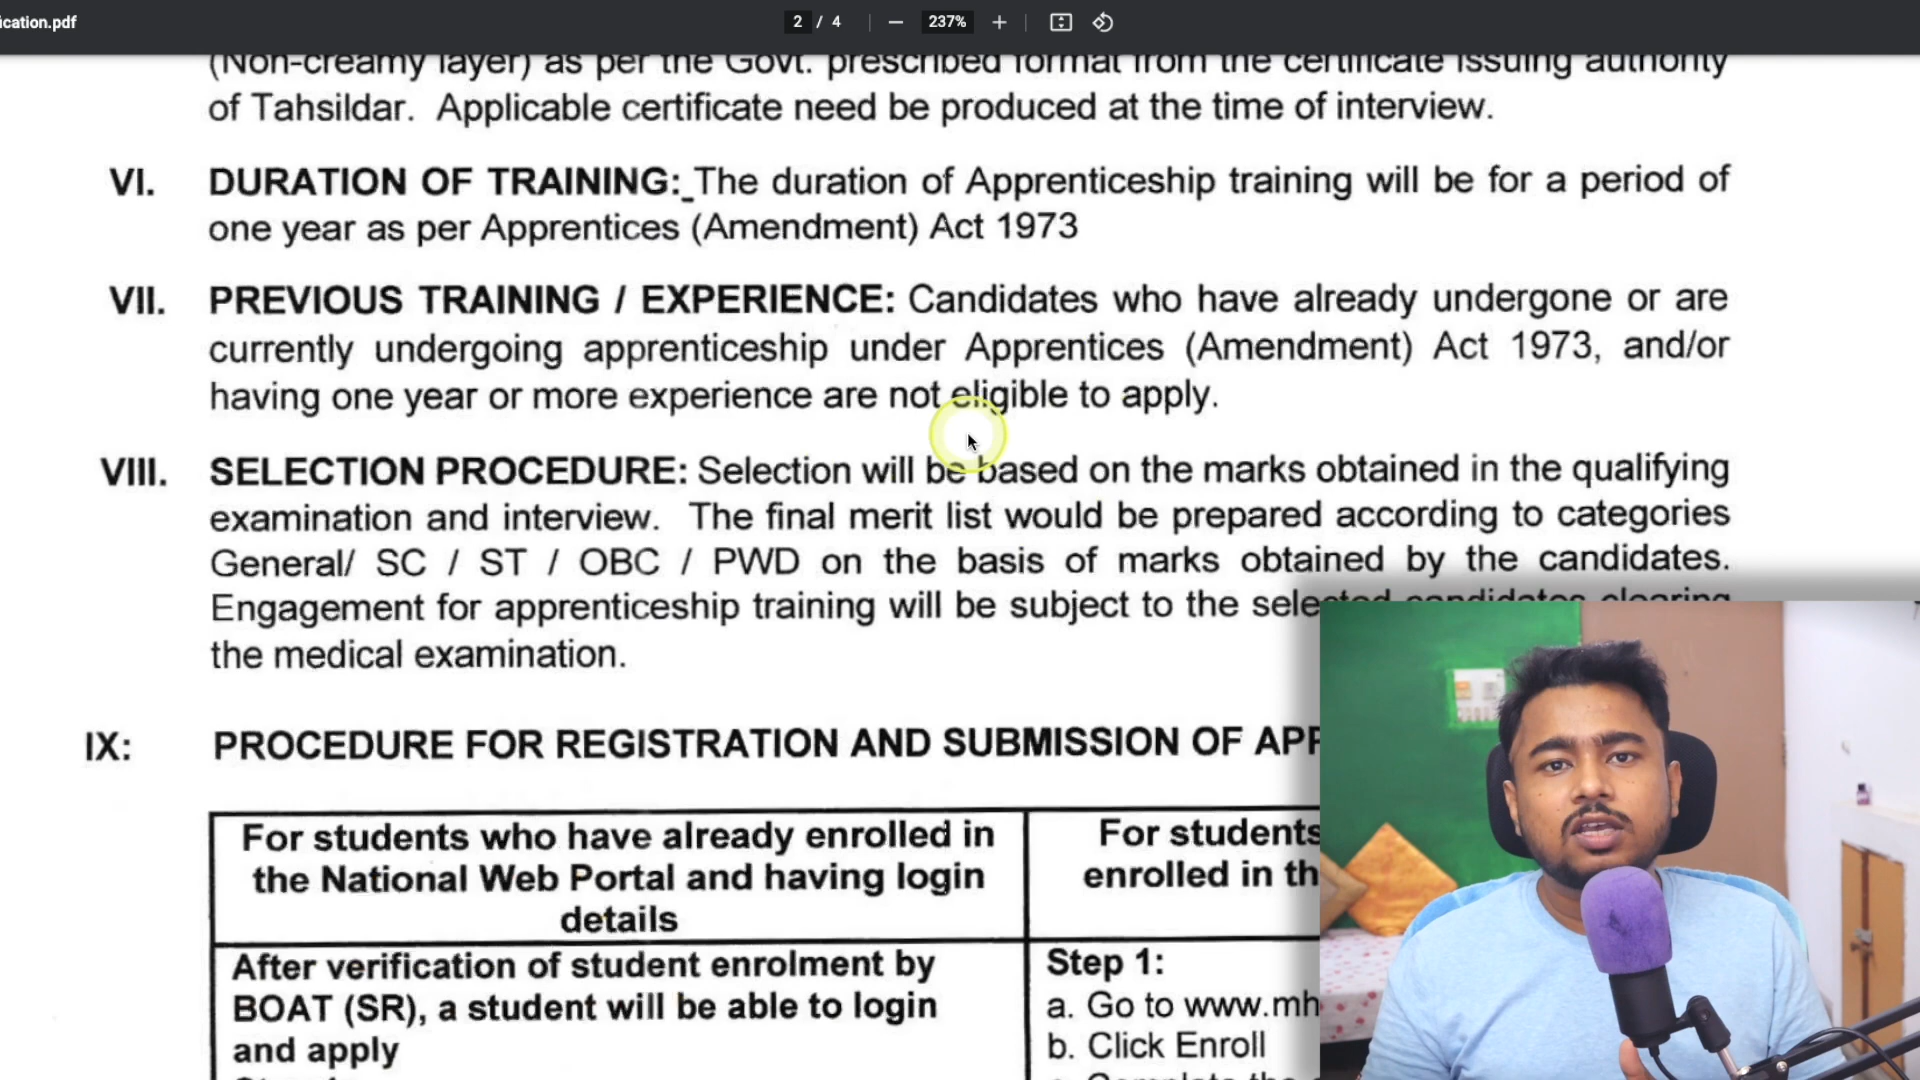 ication.pdf
2 / 4
237%
(Non-creamy layer) as per the Govt. prescribed format from the certificate issuing authority
of Tahsildar. Applicable certificate need be produced at the time of interview.
VI. DURATION OF TRAINING: The duration of Apprenticeship training will be for a period of
one year as per Apprentices (Amendment) Act 1973
VII. PREVIOUS TRAINING / EXPERIENCE: Candidates who have already undergone or are
currently undergoing apprenticeship under Apprentices (Amendment) Act 1973, and/or
having one year or more experience are not eligible to apply.
VIII. SELECTION PROCEDURE: Selection will be based on the marks obtained in the qualifying
examination and interview. The final merit list would be prepared according to categories
General/ SC / ST / OBC / PWD on the basis of marks obtained by the candidates.
Engagement for apprenticeship training will be subject to the selected candidates clearing
the medical examination.
IX: PROCEDURE FOR REGISTRATION AND SUBMISSION OF APP
For students who have already enrolled in
the National Web Portal and having login
details
For students
enrolled in th
After verification of student enrolment by
BOAT (SR), a student will be able to login
and apply
Step 1:
a. Go to www.mh
b. Click Enroll